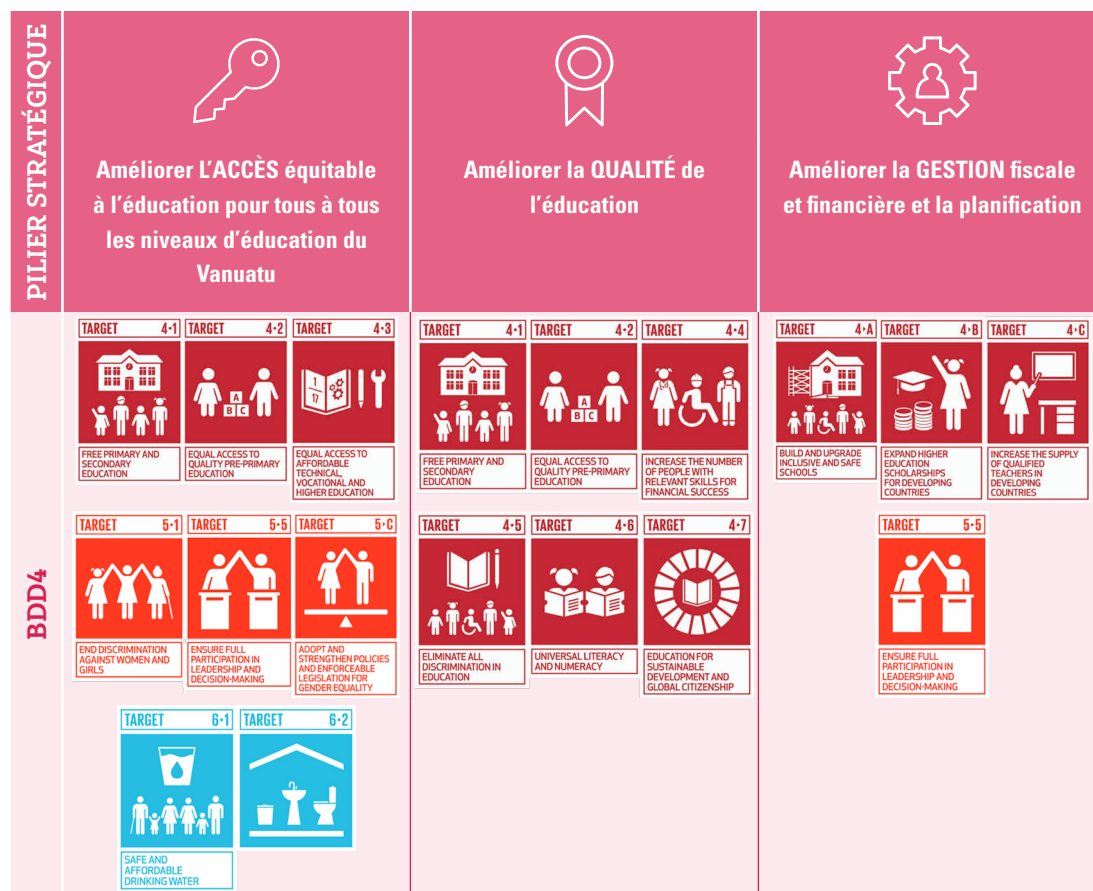 PILIER STRATÉGIQUE
Améliorer L'ACCÈS équitable
à l'éducation pour tous à tous
les niveaux d'éducation du
Vanuatu
Améliorer la QUALITÉ de
l'éducation
Améliorer la GESTION fiscale
et financière et la planification
BDD4
TARGET 4·1
1
17
FREE PRIMARY AND
SECONDARY
EDUCATION
TARGET 4·2
A
B C
EQUAL ACCESS TO
QUALITY PRE-PRIMARY
EDUCATION
TARGET 4·3
EQUAL ACCESS TO
AFFORDABLE
TECHNICAL,
VOCATIONAL AND
HIGHER EDUCATION
TARGET 4·1
FREE PRIMARY AND
SECONDARY
EDUCATION
TARGET 4·2
A
B C
EQUAL ACCESS TO
QUALITY PRE-PRIMARY
EDUCATION
TARGET 4·4
INCREASE THE NUMBER
OF PEOPLE WITH
RELEVANT SKILLS FOR
FINANCIAL SUCCESS
TARGET 4·A
BUILD AND UPGRADE
INCLUSIVE AND SAFE
SCHOOLS
TARGET 4·B
EXPAND HIGHER
EDUCATION
SCHOLARSHIPS
FOR DEVELOPING
COUNTRIES
TARGET 4·C
INCREASE THE SUPPLY
OF QUALIFIED
TEACHERS IN
DEVELOPING
COUNTRIES
TARGET 5·1
END DISCRIMINATION
AGAINST WOMEN AND
GIRLS
TARGET 5·5
ENSURE FULL
PARTICIPATION IN
LEADERSHIP AND
DECISION-MAKING
TARGET 5·C
ADOPT AND
STRENGTHEN POLICIES
AND ENFORCEABLE
LEGISLATION FOR
GENDER EQUALITY
TARGET 4·5
ELIMINATE ALL
DISCRIMINATION IN
EDUCATION
TARGET 4·6
UNIVERSAL LITERACY
AND NUMERACY
TARGET 4·7
EDUCATION FOR
SUSTAINABLE
DEVELOPMENT AND
GLOBAL CITIZENSHIP
TARGET 5·5
ENSURE FULL
PARTICIPATION IN
LEADERSHIP AND
DECISION-MAKING
TARGET 6·1
SAFE AND
AFFORDABLE
DRINKING WATER
TARGET 6·2